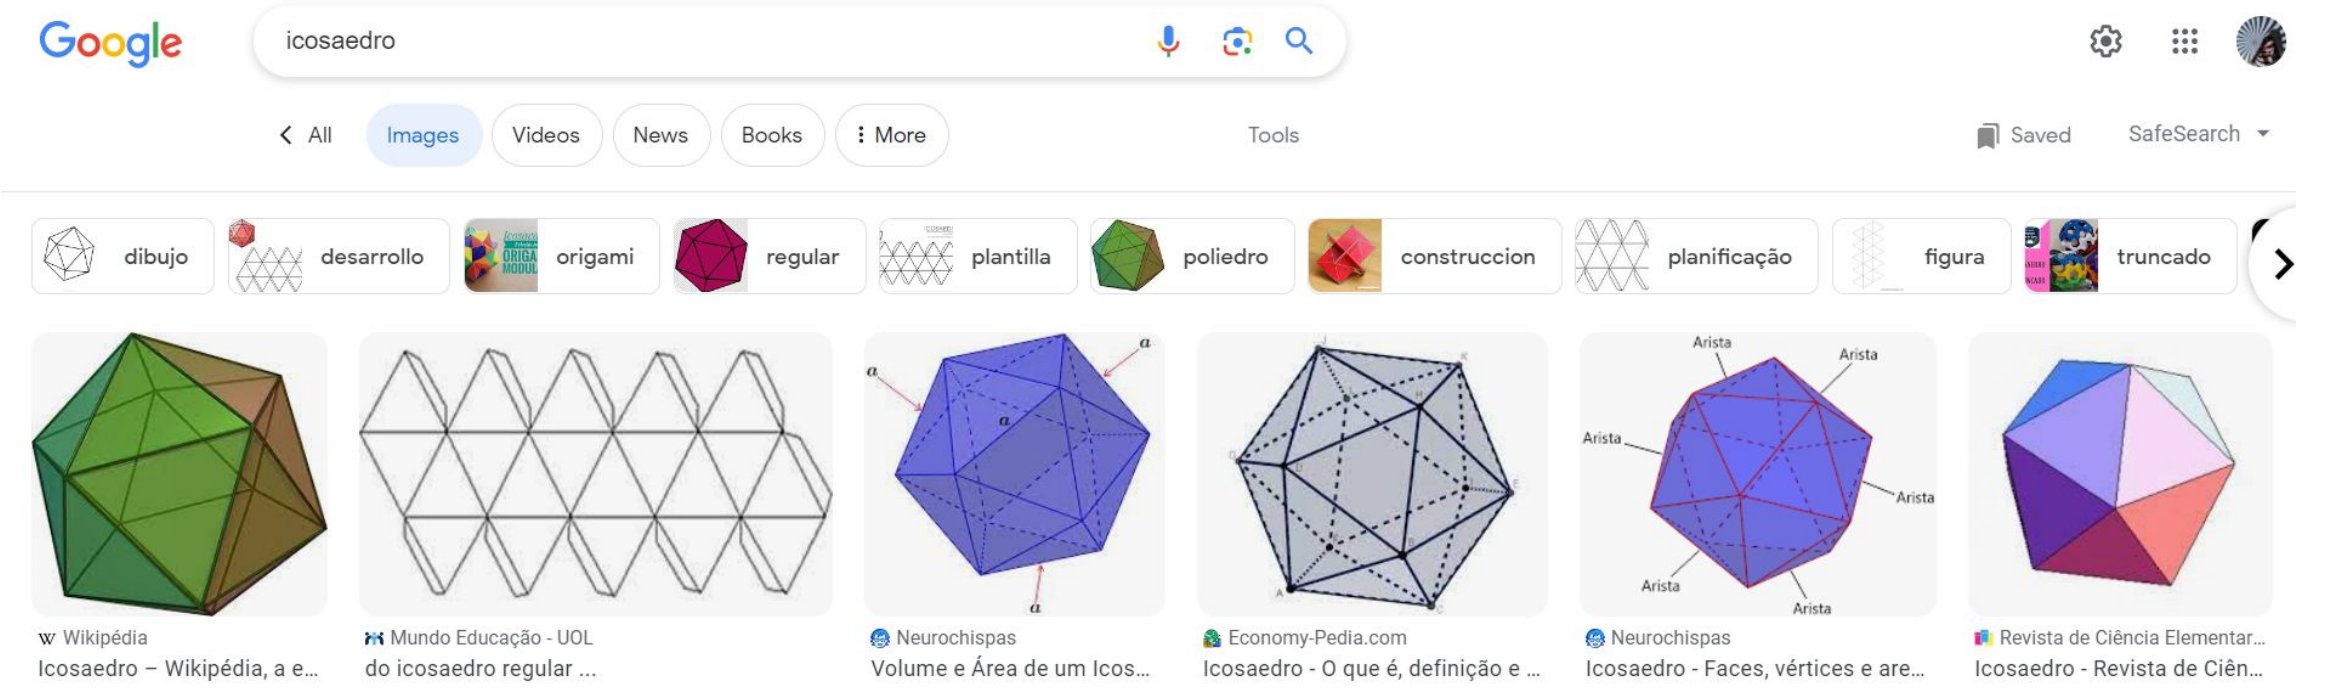 Google
icosaedro
All
Images
Videos
News
Books
More
Tools
Saved
SafeSearch
dibujo
desarrollo
origami
regular
plantilla
poliedro
construccion
planificação
figura
truncado
a
a
a
a
J
K
H
D
E
B
A
C
Arista
Arista
Arista
Arista
Arista
Arista
W Wikipédia
Icosaedro – Wikipédia, a e...
Mundo Educação - UOL
do icosaedro regular ...
Neurochispas
Volume e Área de um Icos...
Economy-Pedia.com
Icosaedro - O que é, definição e ...
Neurochispas
Icosaedro - Faces, vértices e are...
Revista de Ciência Elementar...
Icosaedro - Revista de Ciên...